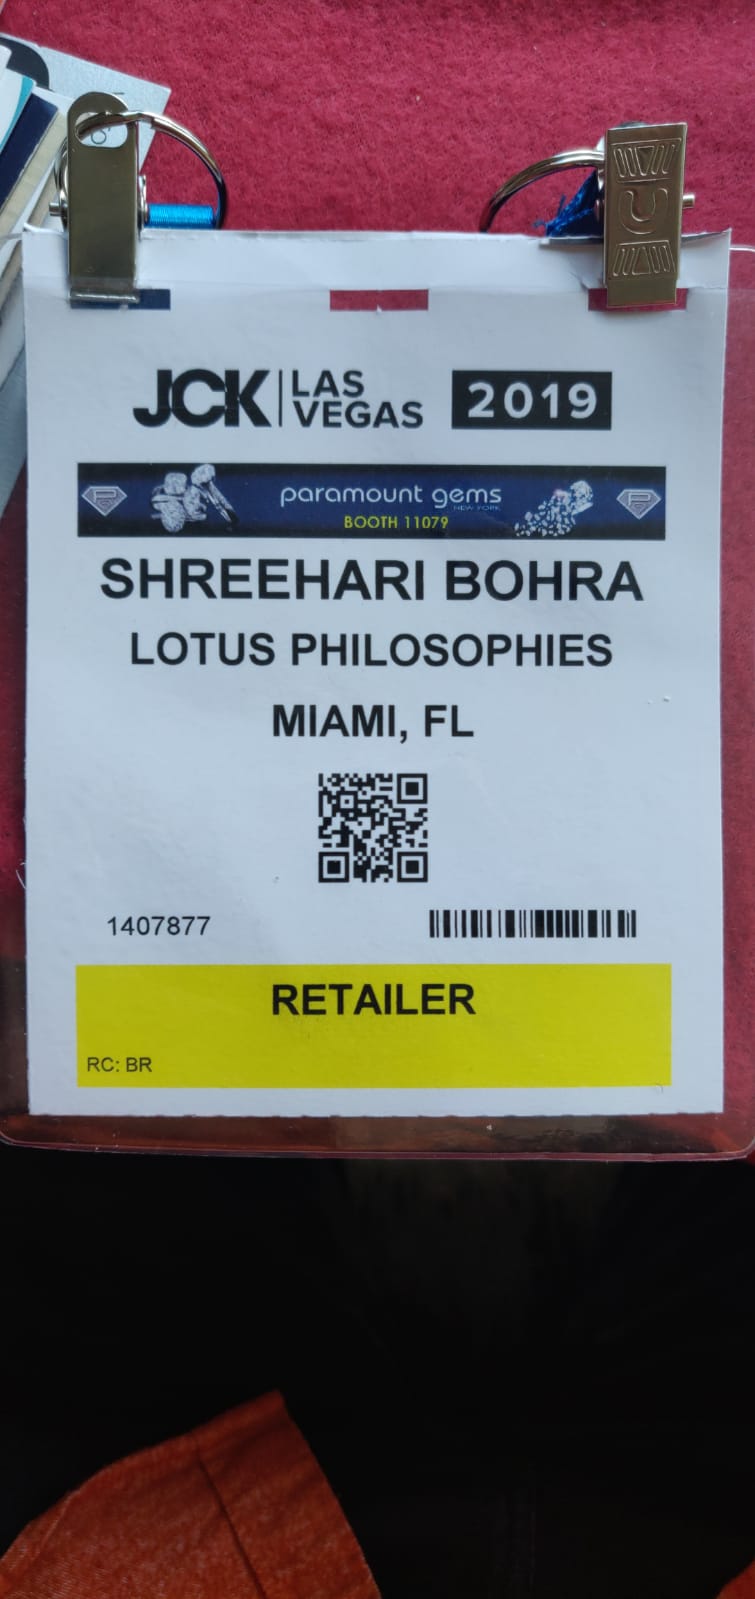 JCK | LAS VEGAS 2019
paramount gems
NEW YORK
BOOTH 11079
SHREEHARI BOHRA
LOTUS PHILOSOPHIES
MIAMI, FL
1407877
RETAILER
RC: BR